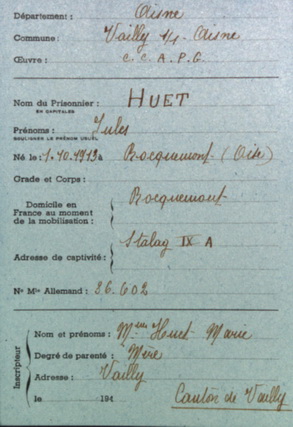 Département : Aisne
Commune : Vailly s/ Aisne
Œuvre : C. C. A. P. G.
Nom du Prisonnier : HUET
EN CAPITALES
Prénoms : Jules
SOULIGNER LE PRÉNOM USUEL
Né le : 1.10.1919 à Bocquemont (Oise)
Grade et Corps :
Domicile en France au moment de la mobilisation : Bocquemont
Adresse de captivité : Stalag IX A
N° Mle Allemand : 26.602
Inscripteur
Nom et prénoms : Mme Huet Marie
Degré de parenté : Mère
Adresse : Vailly
le 194
Canton de Vailly